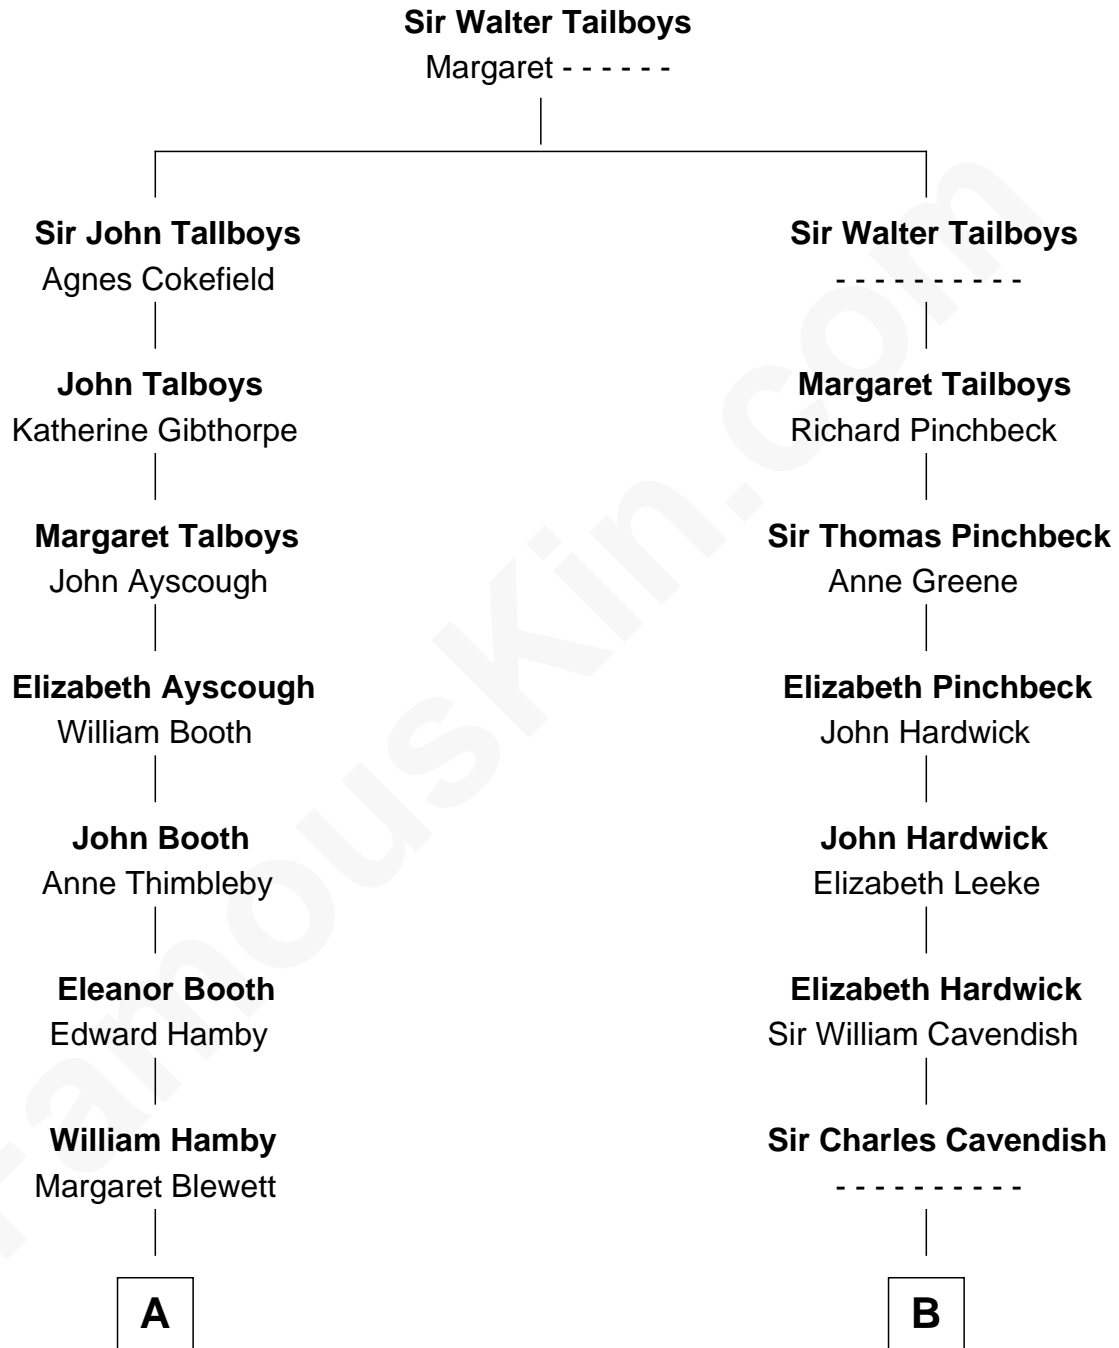 Sir Walter Tailboys
Margaret - - - - - -
Sir John Tallboys
Agnes Cokefield
Sir Walter Tailboys
- - - - - - - - - -
John Talboys
Katherine Gibthorpe
Margaret Tailboys
Richard Pinchbeck
Margaret Talboys
John Ayscough
Sir Thomas Pinchbeck
Anne Greene
Elizabeth Ayscough
William Booth
Elizabeth Pinchbeck
John Hardwick
John Booth
Anne Thimbleby
John Hardwick
Elizabeth Leeke
Eleanor Booth
Edward Hamby
Elizabeth Hardwick
Sir William Cavendish
William Hamby
Margaret Blewett
Sir Charles Cavendish
- - - - - - - - - -
A
B
FamousKin.com